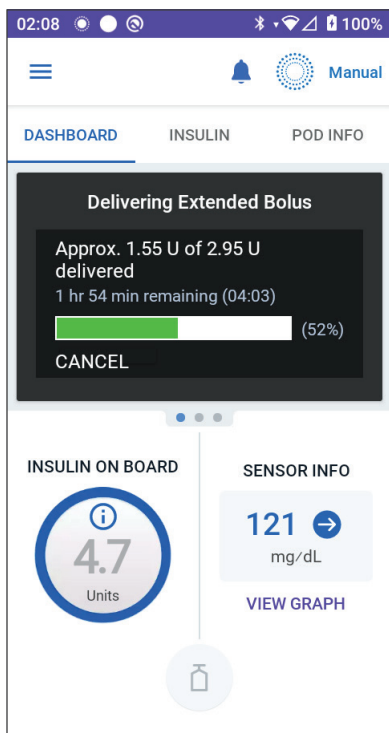 02:08 100%
Manual
DASHBOARD INSULIN POD INFO
Delivering Extended Bolus
Approx. 1.55 U of 2.95 U
delivered
1 hr 54 min remaining (04:03)
(52%)
CANCEL
INSULIN ON BOARD
4.7
Units
SENSOR INFO
121
mg/dL
VIEW GRAPH